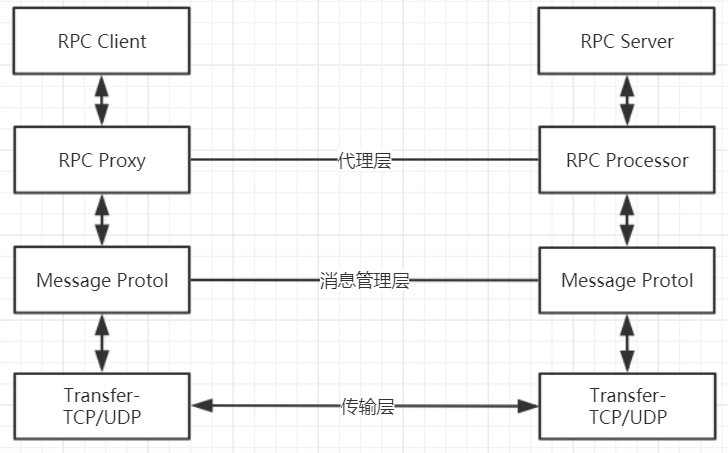 RPC Client
RPC Server
RPC Proxy
代理层
RPC Processor
Message Protol
消息管理层
Message Protol
Transfer-
TCP/UDP
传输层
Transfer-
TCP/UDP